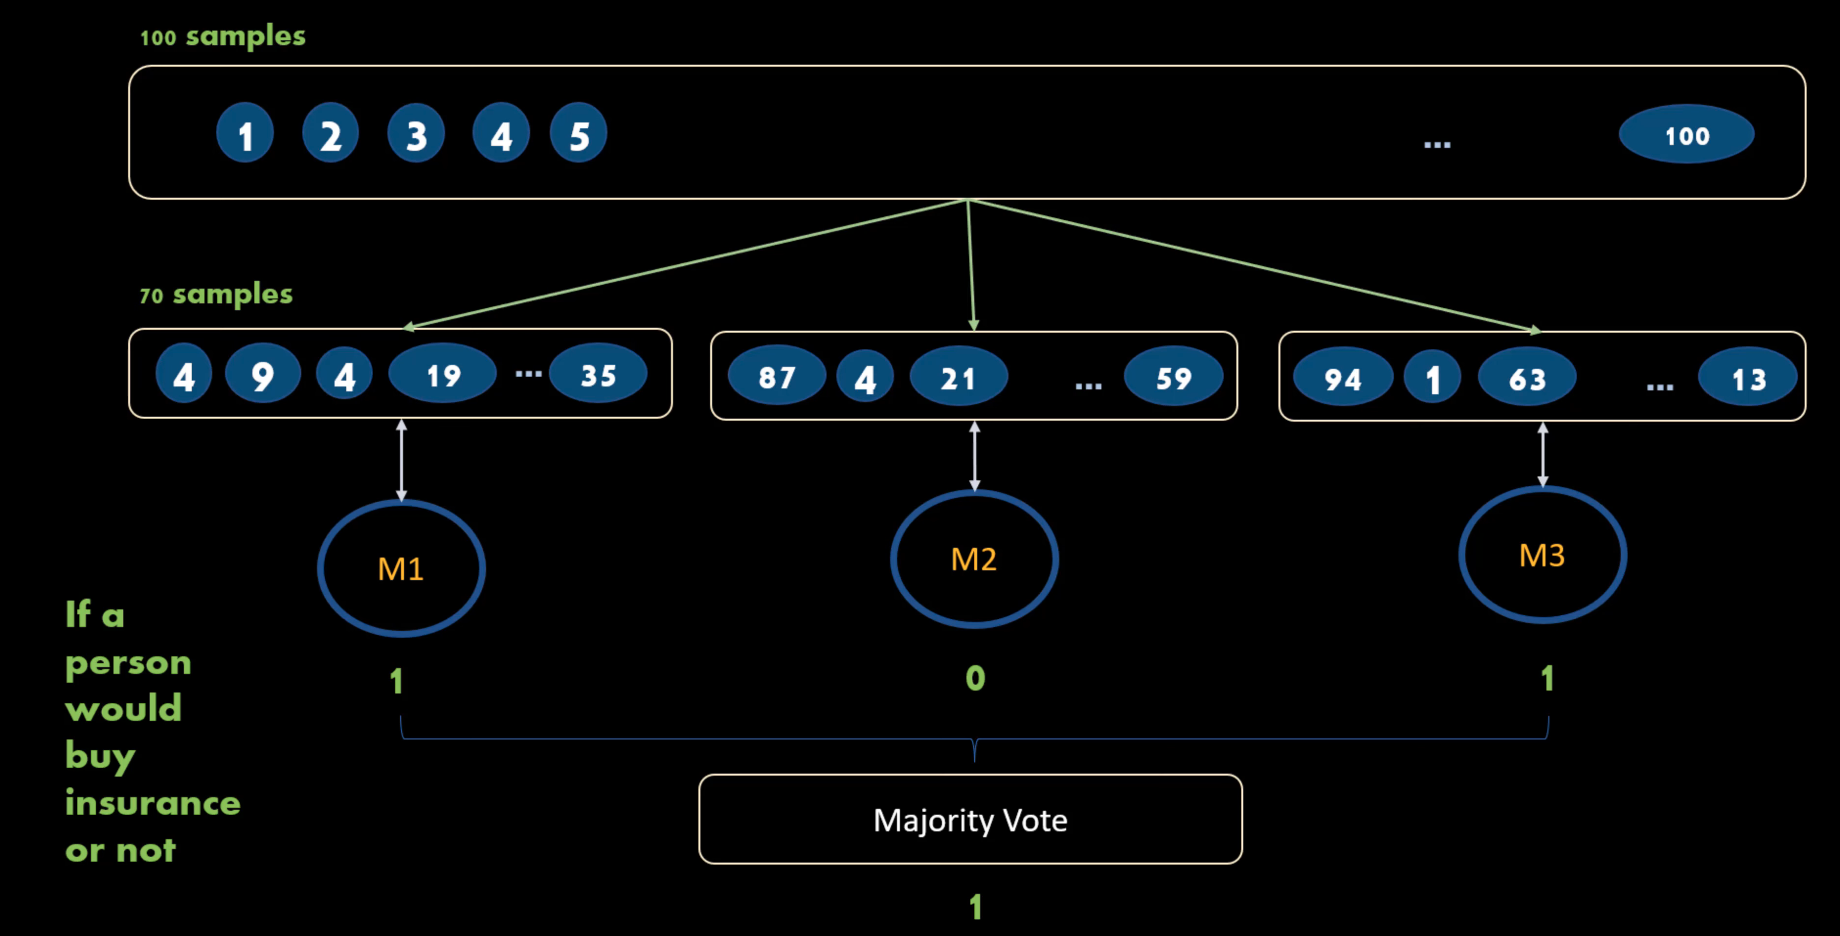 100 samples
1 2 3 4 5 ... 100
70 samples
4 9 4 19 ... 35
87 4 21 ... 59
94 1 63 ... 13
M1
M2
M3
If a
person
would
buy
insurance
or not
1
0
1
Majority Vote
1